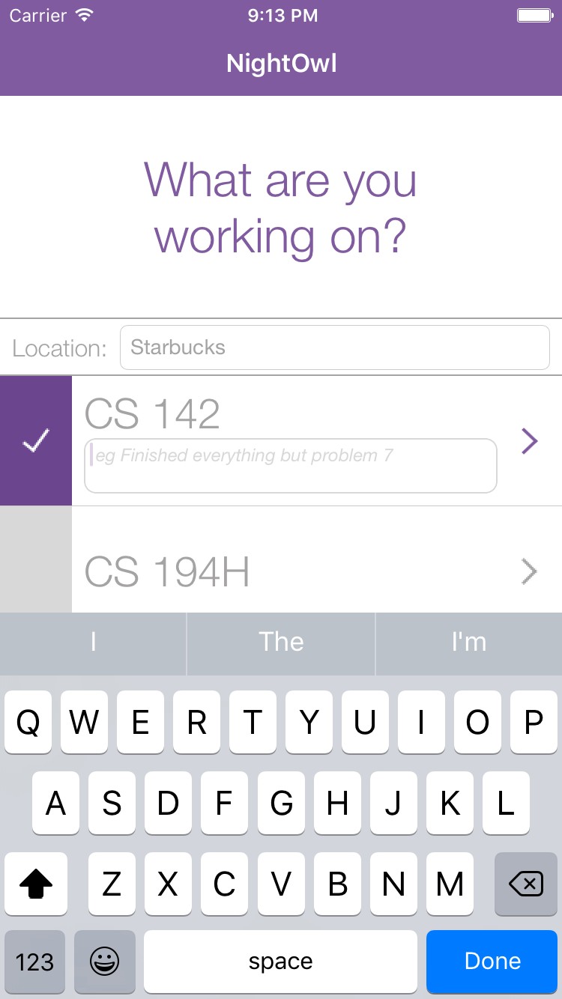 Carrier 9:13 PM
NightOwl
What are you
working on?
Location: Starbucks
CS 142
eg Finished everything but problem 7
CS 194H
I The I'm
Q W E R T Y U I O P
A S D F G H J K L
Z X C V B N M
123 space Done